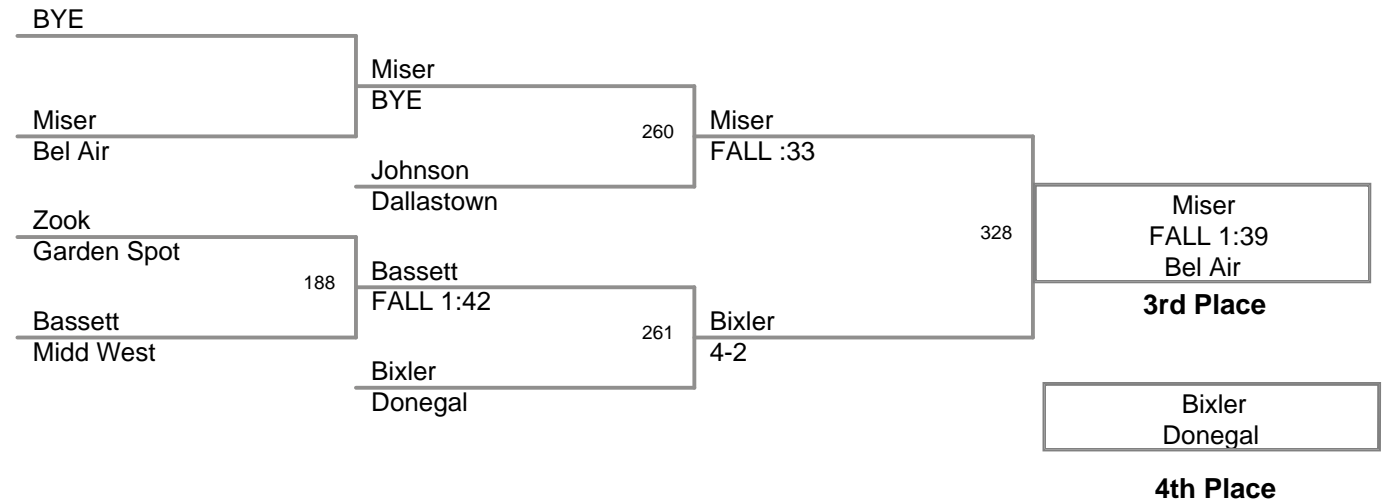 BYE
Miser
BYE
Miser
Bel Air
260
Miser
FALL :33
Johnson
Dallastown
Zook
Garden Spot
188
Bassett
FALL 1:42
Bassett
Midd West
261
Bixler
4-2
Bixler
Donegal
328
Miser
FALL 1:39
Bel Air
3rd Place
Bixler
Donegal
4th Place